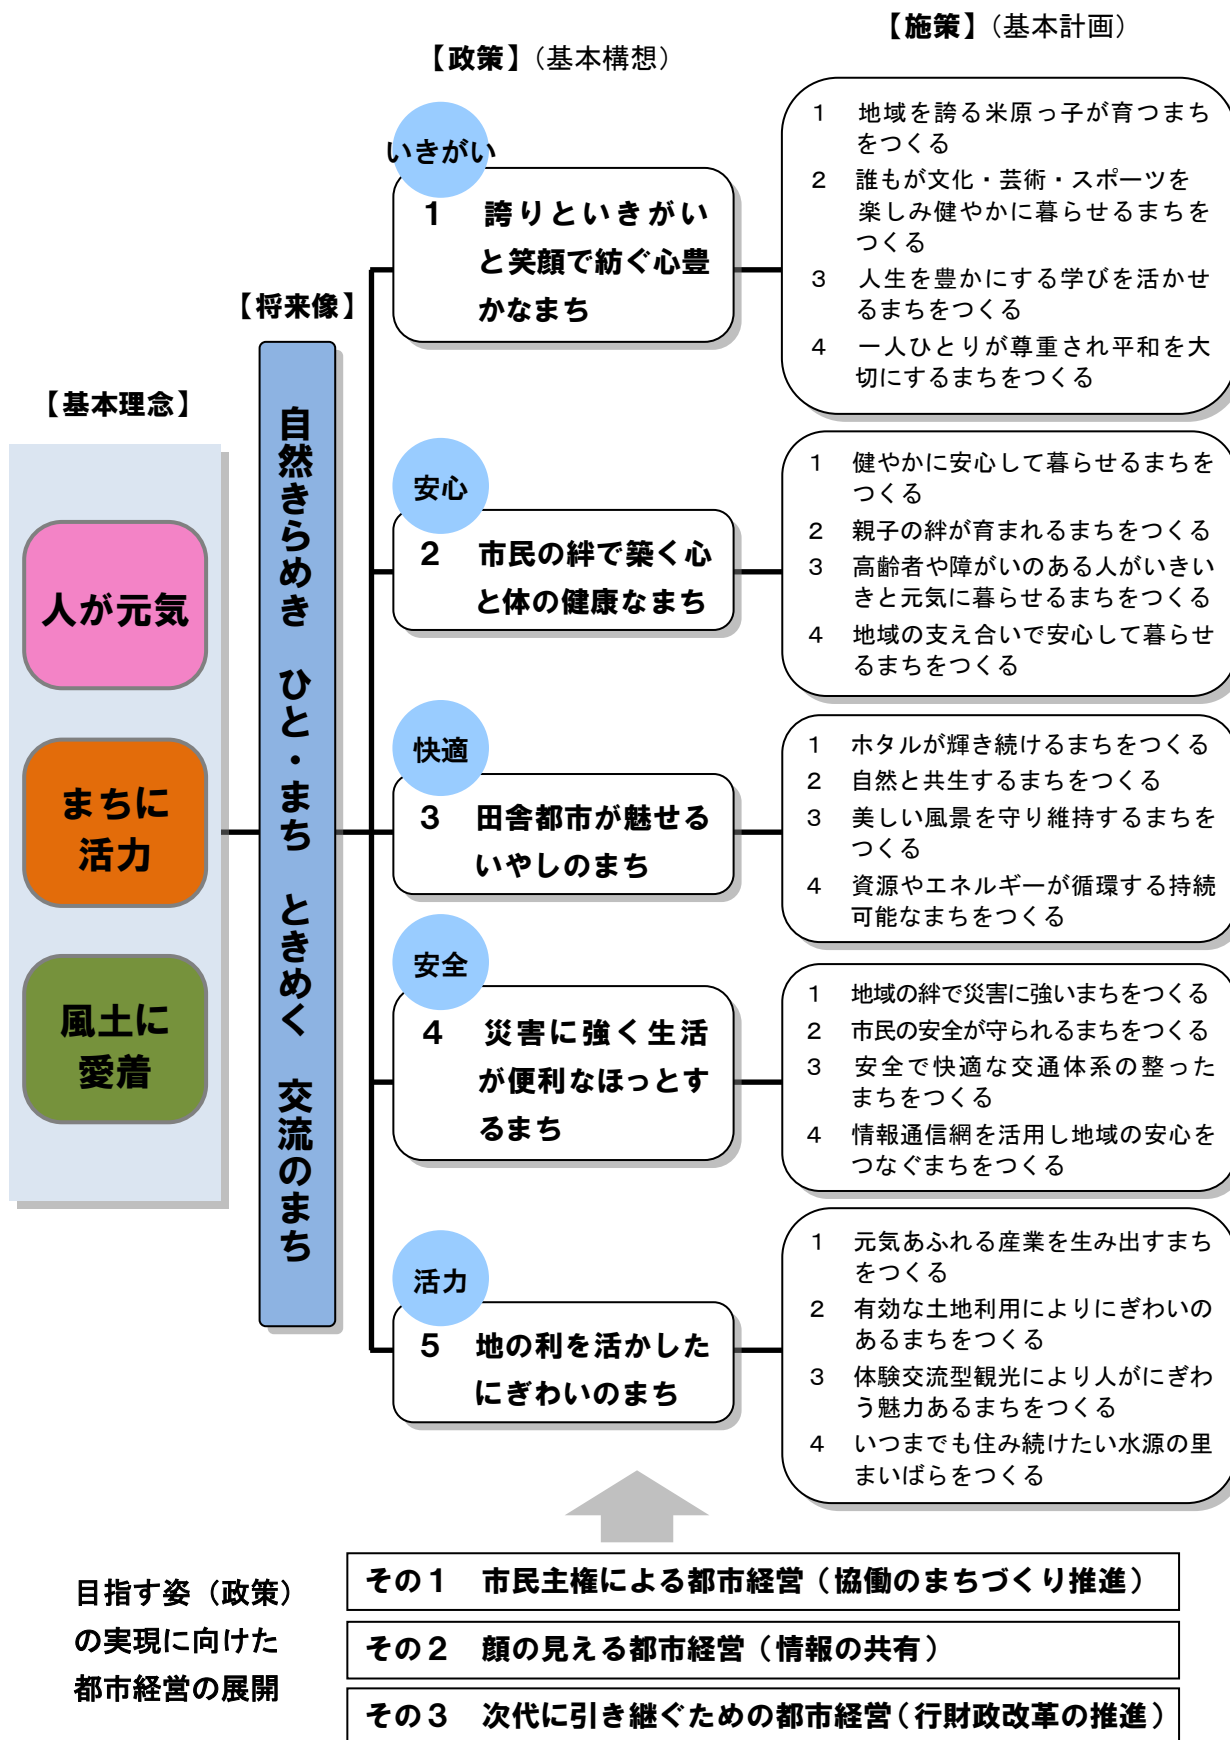 【施策】（基本計画）
【政策】（基本構想）
【将来像】
【基本理念】
人が元気
まちに
活力
風土に
愛着
自然きらめき　ひと・まち　ときめく　交流のまち
いきがい
1　誇りといきがい
と笑顔で紡ぐ心豊
かなまち
1　地域を誇る米原っ子が育つまち
をつくる
2　誰もが文化・芸術・スポーツを
楽しみ健やかに暮らせるまちを
つくる
3　人生を豊かにする学びを活かせ
るまちをつくる
4　一人ひとりが尊重され平和を大
切にするまちをつくる
安心
2　市民の絆で築く心
と体の健康なまち
1　健やかに安心して暮らせるまちを
つくる
2　親子の絆が育まれるまちをつくる
3　高齢者や障がいのある人がいきい
きと元気に暮らせるまちをつくる
4　地域の支え合いで安心して暮らせ
るまちをつくる
快適
3　田舎都市が魅せる
いやしのまち
1　ホタルが輝き続けるまちをつくる
2　自然と共生するまちをつくる
3　美しい風景を守り維持するまちを
つくる
4　資源やエネルギーが循環する持続
可能なまちをつくる
安全
4　災害に強く生活
が便利なほっとす
るまち
1　地域の絆で災害に強いまちをつくる
2　市民の安全が守られるまちをつくる
3　安全で快適な交通体系の整った
まちをつくる
4　情報通信網を活用し地域の安心を
つなぐまちをつくる
活力
5　地の利を活かした
にぎわいのまち
1　元気あふれる産業を生み出すまち
をつくる
2　有効な土地利用によりにぎわいの
あるまちをつくる
3　体験交流型観光により人がにぎわ
う魅力あるまちをつくる
4　いつまでも住み続けたい水源の里
まいばらをつくる
目指す姿（政策）
の実現に向けた
都市経営の展開
その1　市民主権による都市経営（協働のまちづくり推進）
その2　顔の見える都市経営（情報の共有）
その3　次代に引き継ぐための都市経営（行財政改革の推進）